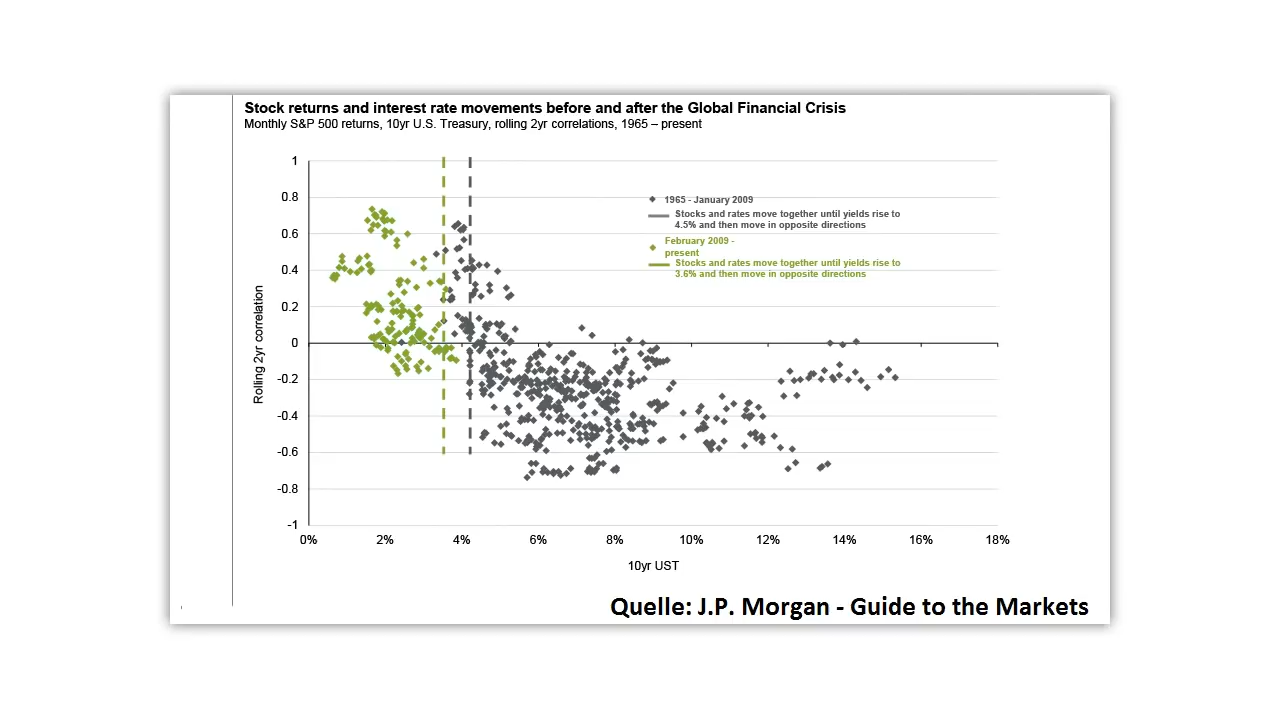 Stock returns and interest rate movements before and after the Global Financial Crisis
Monthly S&P 500 returns, 10yr U.S. Treasury, rolling 2yr correlations, 1965 – present
1
0.8
0.6
0.4
0.2
0
-0.2
-0.4
-0.6
-0.8
-1
Rolling 2yr correlation
1965 - January 2009
Stocks and rates move together until yields rise to
4.5% and then move in opposite directions
February 2009 -
present
Stocks and rates move together until yields rise to
3.6% and then move in opposite directions
0% 2% 4% 6% 8% 10% 12% 14% 16% 18%
10yr UST
Quelle: J.P. Morgan - Guide to the Markets